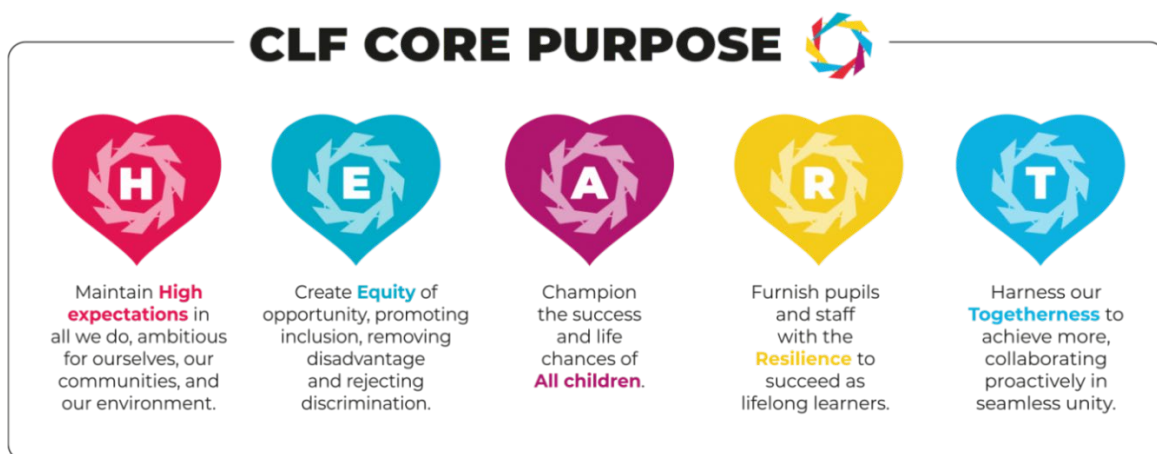 CLF CORE PURPOSE
H
Maintain High
expectations in
all we do, ambitious
for ourselves, our
communities, and
our environment.
E
Create Equity of
opportunity, promoting
inclusion, removing
disadvantage
and rejecting
discrimination.
A
Champion
the success
and life
chances of
All children.
R
Furnish pupils
and staff
with the
Resilience to
succeed as
lifelong learners.
T
Harness our
Togetherness to
achieve more,
collaborating
proactively in
seamless unity.